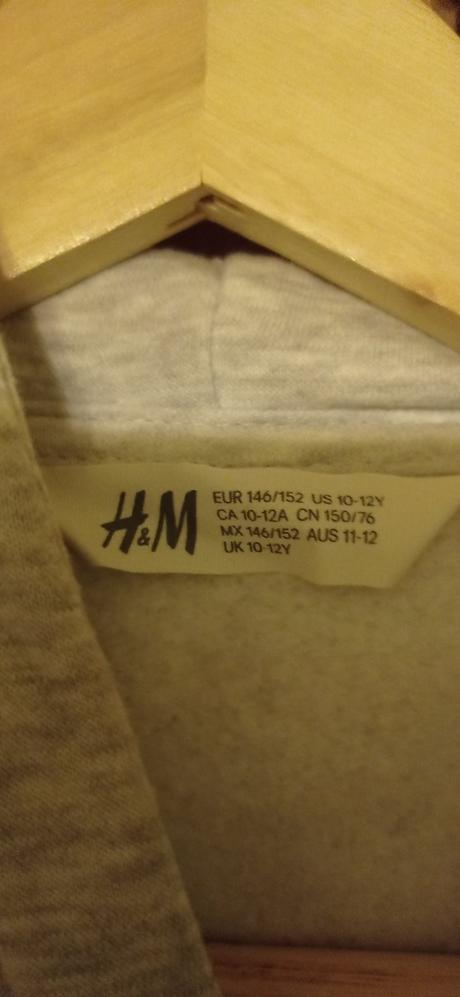 H&M
EUR 146/152 US 10-12Y
CA 10-12A CN 150/76
MX 146/152 AUS 11-12
UK 10-12Y